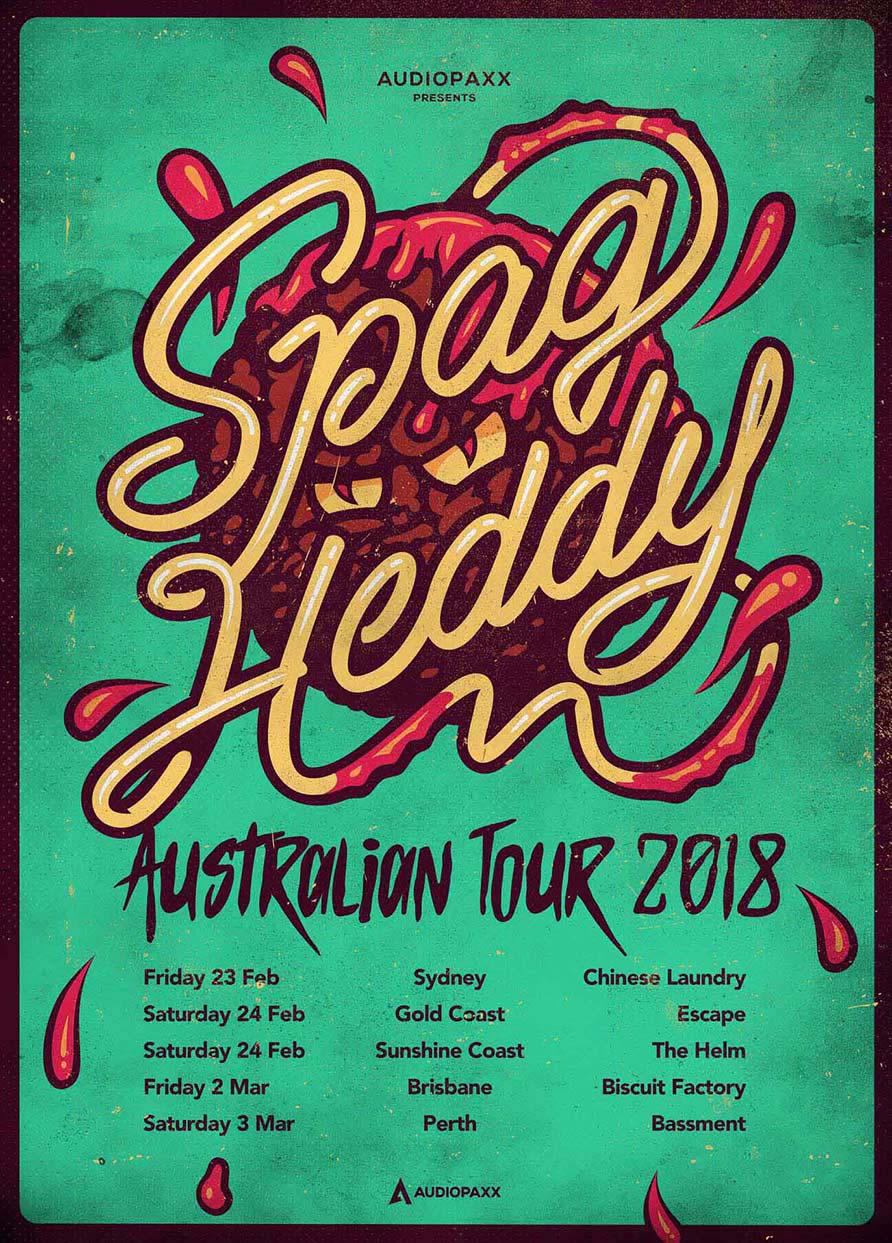 AUDIOPAXX
PRESENTS
Spag
Heddy
Australian Tour 2018
Friday 23 Feb Sydney Chinese Laundry
Saturday 24 Feb Gold Coast Escape
Saturday 24 Feb Sunshine Coast The Helm
Friday 2 Mar Brisbane Biscuit Factory
Saturday 3 Mar Perth Bassment
AUDIOPAXX